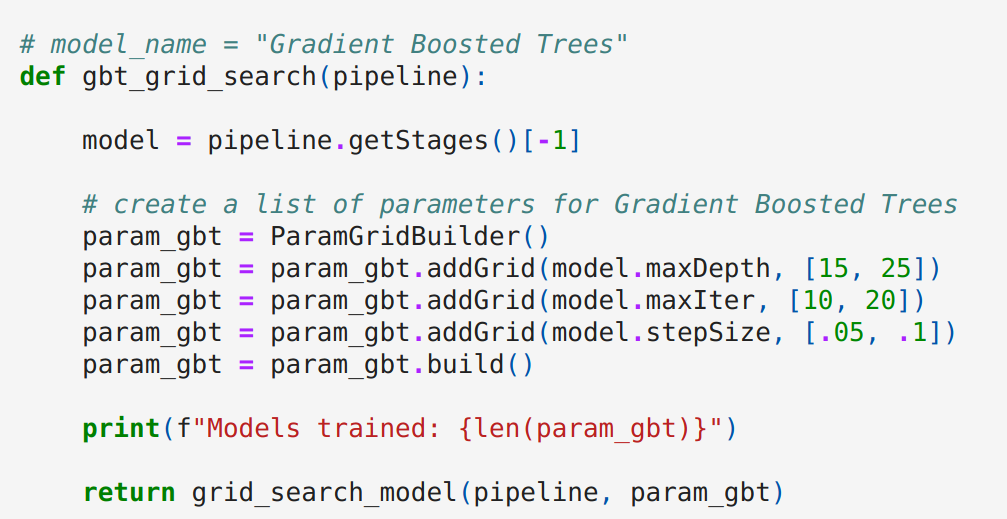 # model_name = "Gradient Boosted Trees"
def gbt_grid_search(pipeline):
    model = pipeline.getStages()[-1]
    # create a list of parameters for Gradient Boosted Trees
    param_gbt = ParamGridBuilder()
    param_gbt = param_gbt.addGrid(model.maxDepth, [15, 25])
    param_gbt = param_gbt.addGrid(model.maxIter, [10, 20])
    param_gbt = param_gbt.addGrid(model.stepSize, [.05, .1])
    param_gbt = param_gbt.build()
    print(f"Models trained: {len(param_gbt)}")
    return grid_search_model(pipeline, param_gbt)